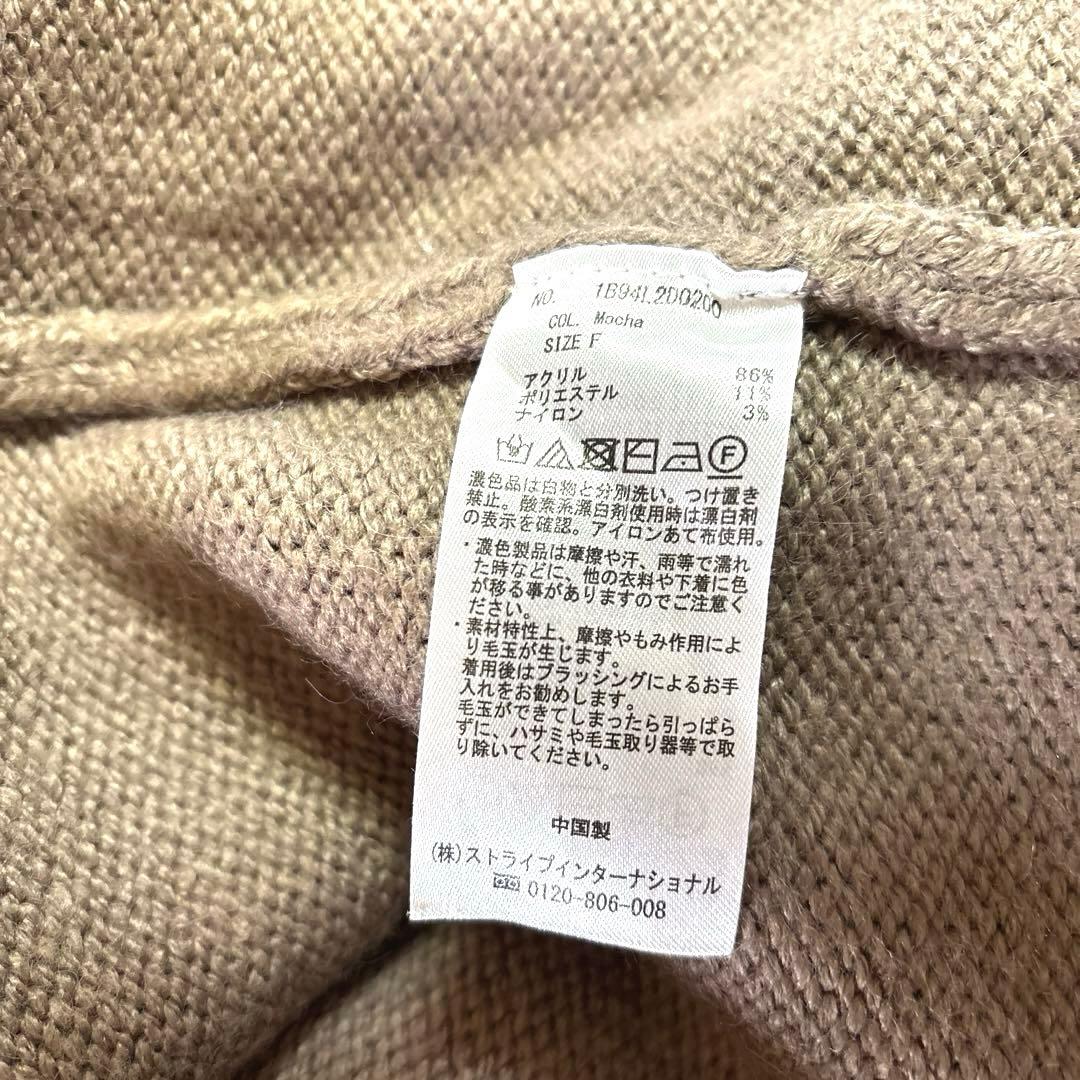 NO. 1B94L2D0200
COL. Mocha
SIZE F
アクリル 86%
ポリエステル 11%
ナイロン 3%
F
濃色品は白物と分別洗い。つけ置き
禁止。酸素系漂白剤使用時は漂白剤
の表示を確認。アイロンあて布使用。
・濃色製品は摩擦や汗、雨等で濡れ
た時などに、他の衣料や下着に色
が移る事がありますのでご注意く
ださい。
・素材特性上、摩擦やもみ作用によ
り毛玉が生じます。
着用後はブラッシングによるお手
入れをお勧めします。
毛玉ができてしまったら引っぱら
ずに、ハサミや毛玉取り器等で取
り除いてください。
中国製
(株)ストライプインターナショナル
0120-806-008